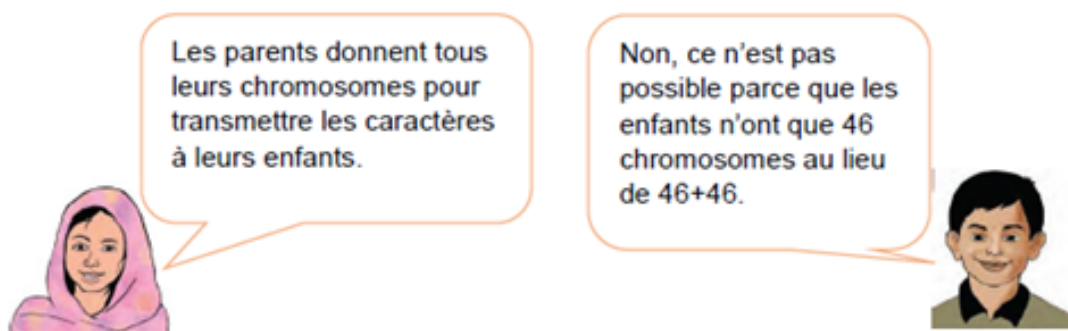 Les parents donnent tous
leurs chromosomes pour
transmettre les caractères
à leurs enfants.
Non, ce n'est pas
possible parce que les
enfants n'ont que 46
chromosomes au lieu
de 46+46.